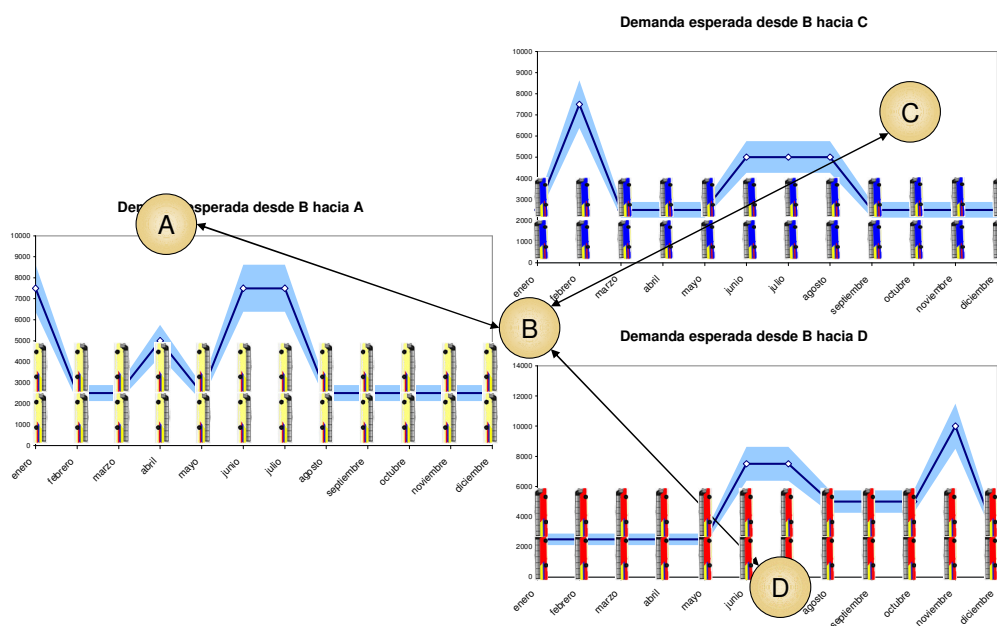 Demanda esperada desde B hacia C
10000
9000
8000
7000
6000
5000
4000
3000
2000
1000
0
enero
febrero
marzo
abril
mayo
junio
julio
agosto
septiembre
octubre
noviembre
diciembre
C
esperada desde B hacia A
A
10000
9000
8000
7000
6000
5000
4000
3000
2000
1000
0
enero
febrero
marzo
abril
mayo
junio
julio
agosto
septiembre
octubre
noviembre
diciembre
B
Demanda esperada desde B hacia D
14000
12000
10000
8000
6000
4000
2000
0
enero
febrero
marzo
abril
mayo
junio
agosto
septiembre
octubre
noviembre
diciembre
D